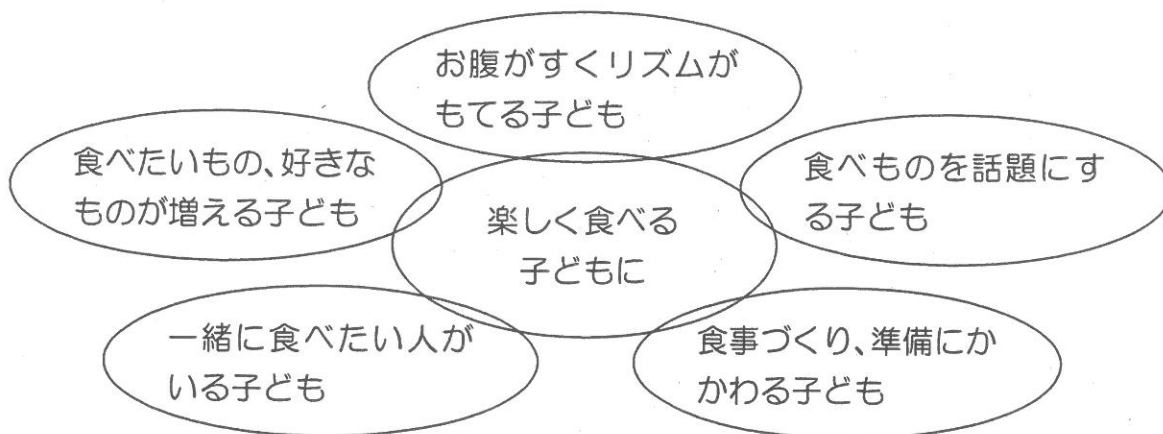 お腹がすくリズムが
もてる子ども
食べたいもの、好きな
ものが増える子ども
食べものを話題にす
る子ども
楽しく食べる
子どもに
一緒に食べたい人が
いる子ども
食事づくり、準備にか
かわる子ども